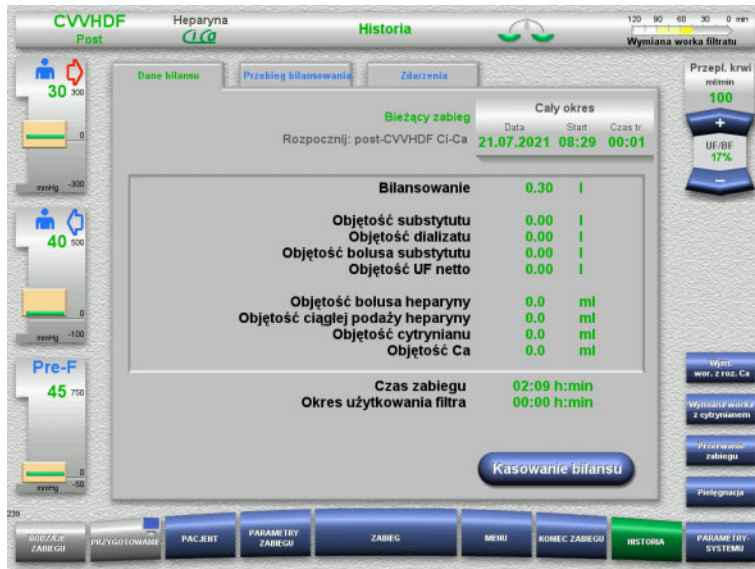 CVVHDF
Post
Heparyna
CiCa
Historia
120 90 60 30 0 min
Wymiana worka filtratu
30 300
0
mmHg -300
40 500
0
mmHg -100
Pre-F
45 750
0
mmHg -50
Dane bilansu
Przebieg bilansowania
Zdarzenia
Cały okres
Bieżący zabieg
Data Start Czas tr.
Rozpocznij: post-CVVHDF Ci-Ca 21.07.2021 08:29 00:01
Bilansowanie 0.30 l
Objętość substytutu 0.00 l
Objętość dializatu 0.00 l
Objętość bolusa substytutu 0.00 l
Objętość UF netto 0.00 l
Objętość bolusa heparyny 0.0 ml
Objętość ciągłej podaży heparyny 0.0 ml
Objętość cytrynianu 0.0 ml
Objętość Ca 0.0 ml
Czas zabiegu 02:09 h:min
Okres użytkowania filtra 00:00 h:min
Kasowanie bilansu
Przepł. krwi
ml/min
100
+
UF/BF
17%
−
Wym.
wor. z roz. Ca
Wymiana worka
z cytrynianem
Przerwanie
zabiegu
Pielęgnacja
239
RODZAJE
ZABIEGU
PRZYGOTOWANIE
PACJENT
PARAMETRY
ZABIEGU
ZABIEG
MENU
KONIEC ZABIEGU
HISTORIA
PARAMETRY-
SYSTEMU